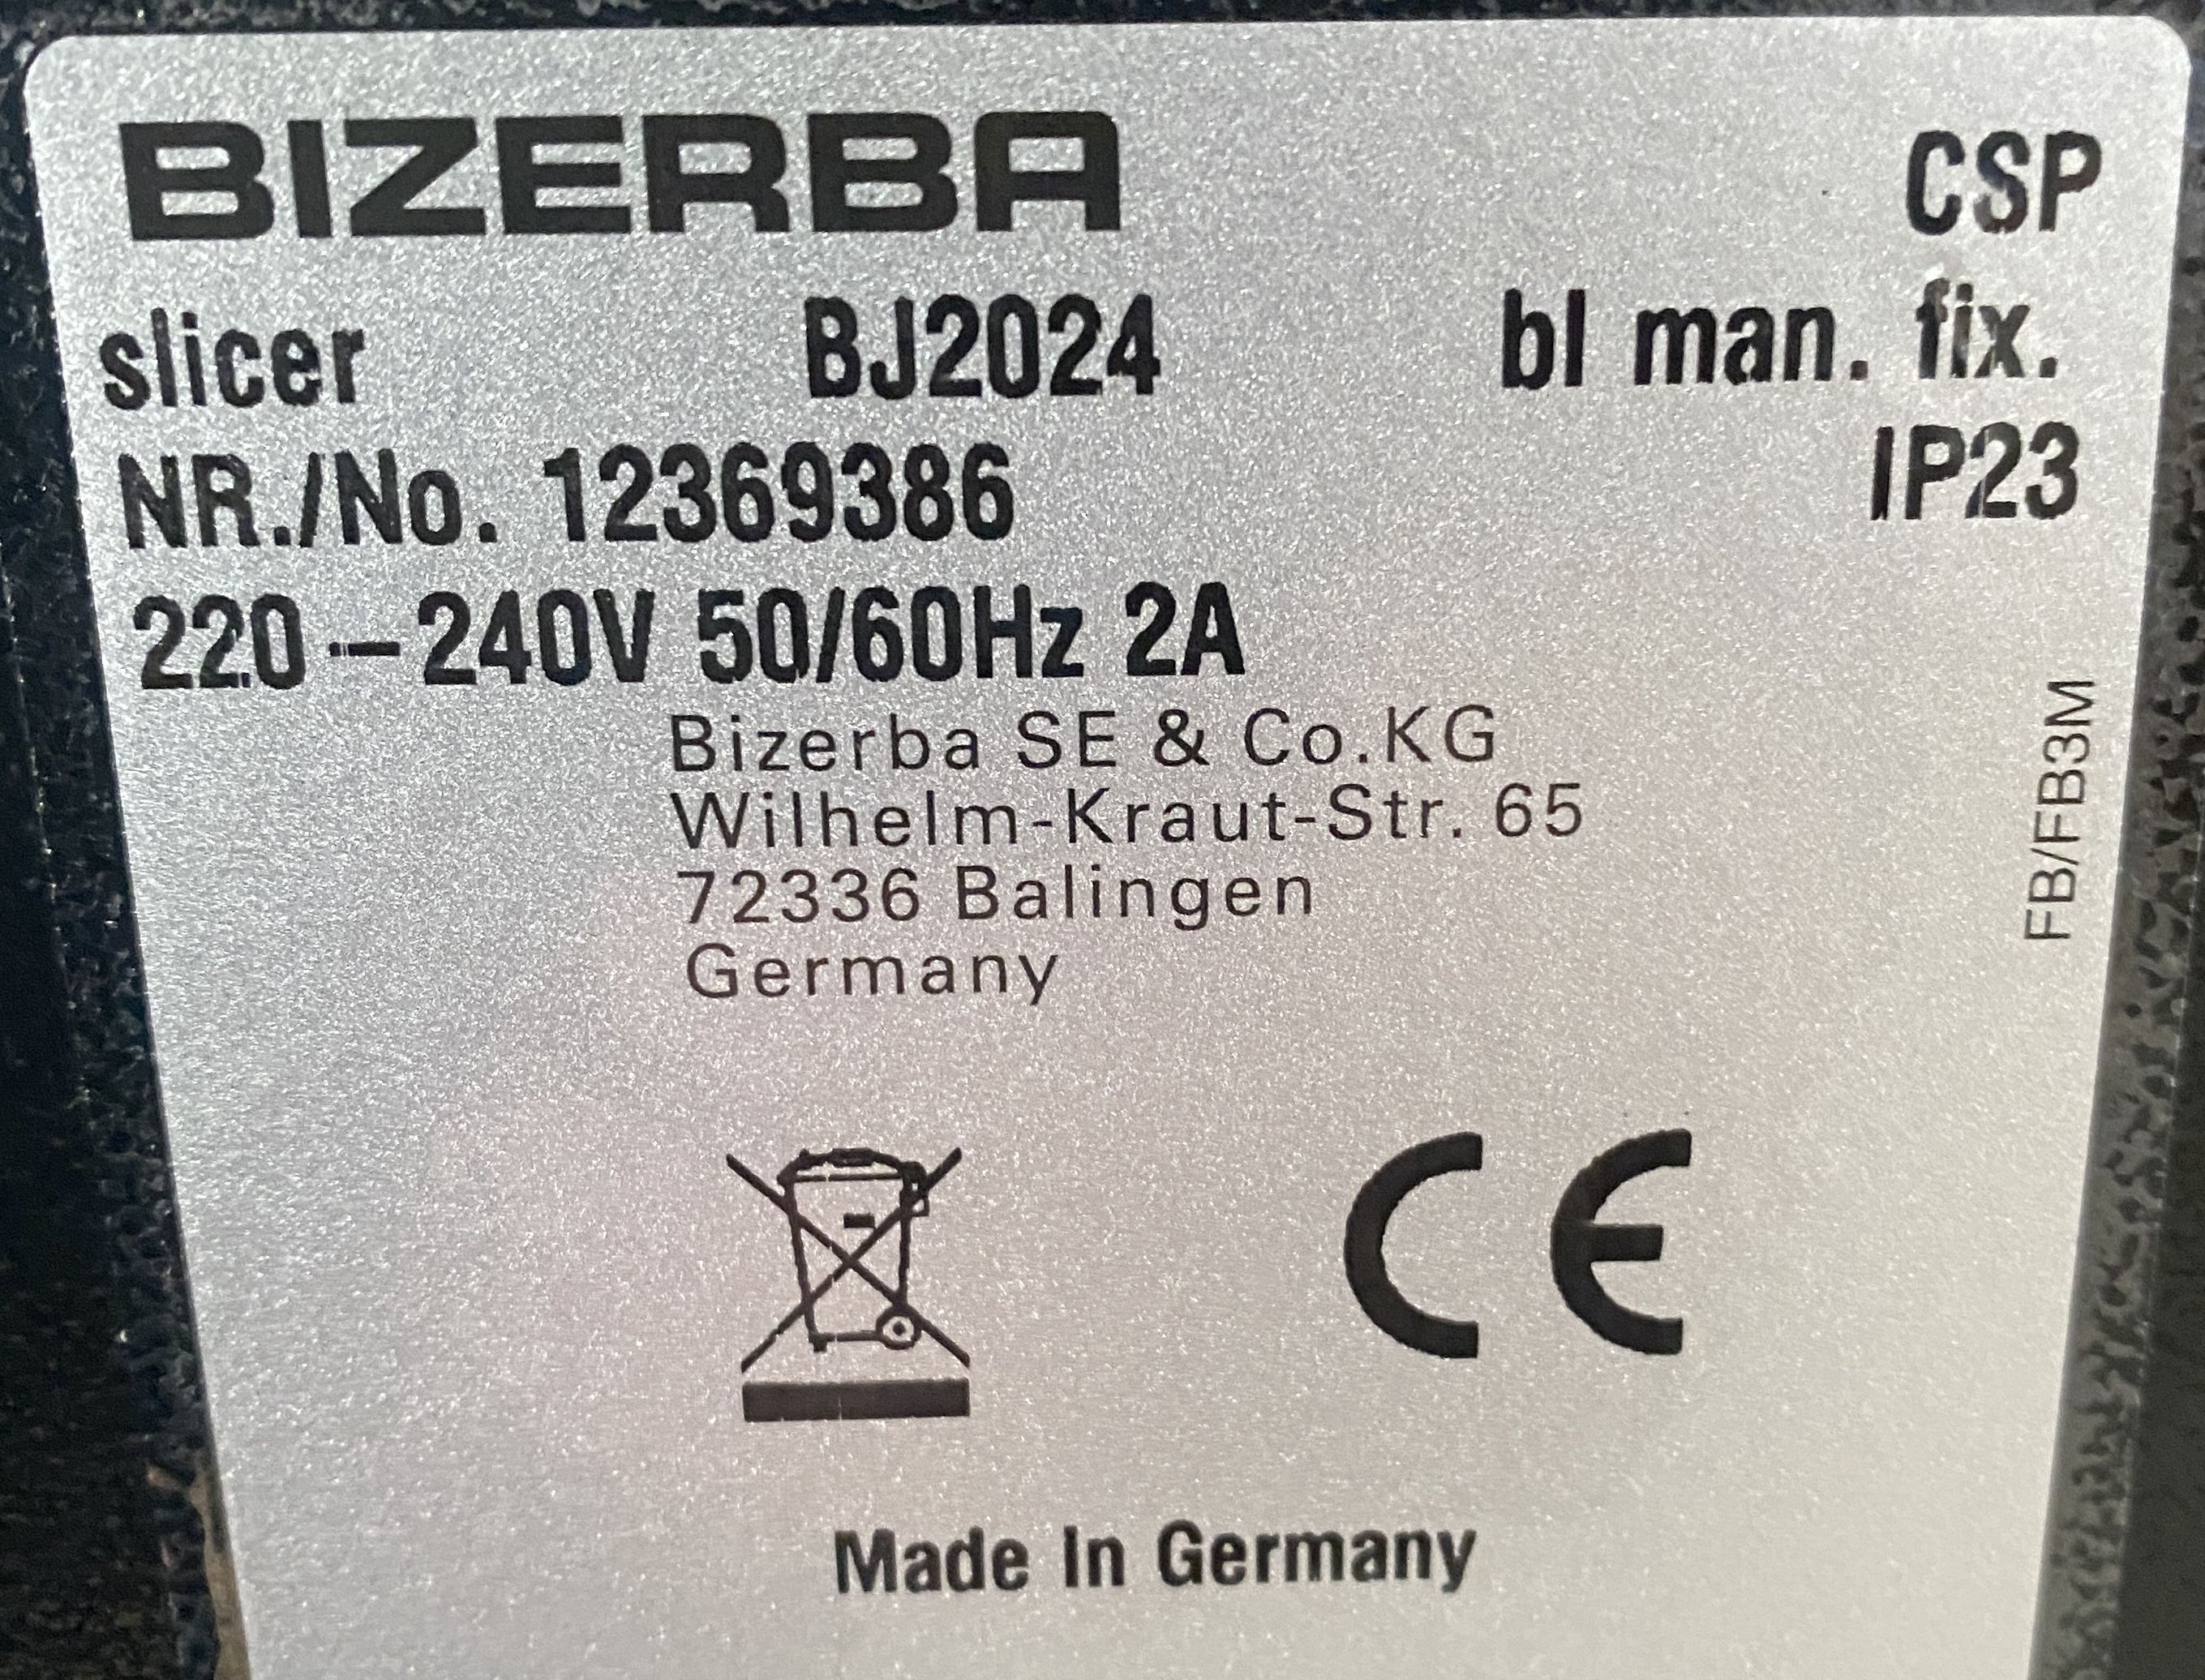 BIZERBA CSP
slicer BJ2024 bl man. fix.
NR./No. 12369386 IP23
220–240V 50/60Hz 2A
Bizerba SE & Co.KG
Wilhelm-Kraut-Str. 65
72336 Balingen
Germany
FB/FB3M
CE
Made In Germany